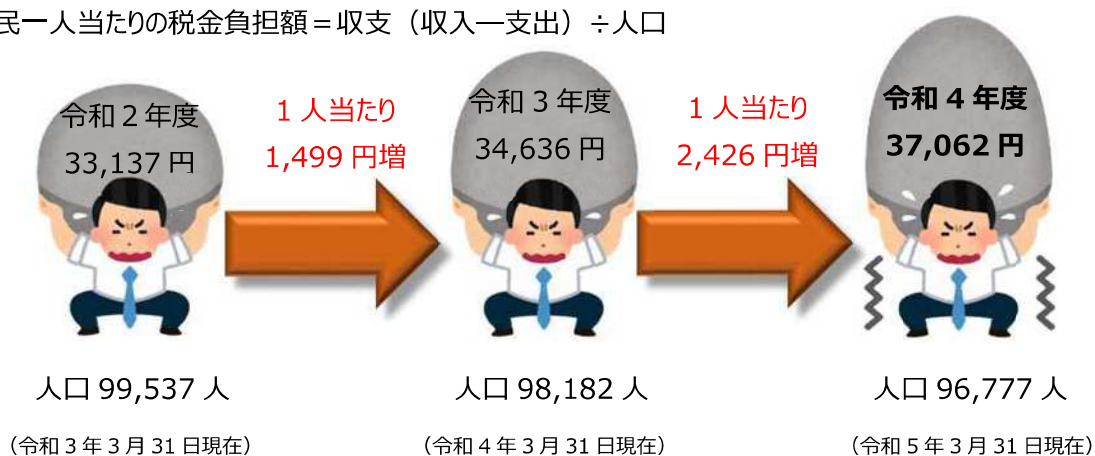 民一人当たりの税金負担額＝収支（収入―支出）÷人口
令和２年度
33,137 円
１人当たり
1,499 円増
令和３年度
34,636 円
１人当たり
2,426 円増
令和４年度
37,062 円
人口 99,537 人
（令和３年３月 31 日現在）
人口 98,182 人
（令和４年３月 31 日現在）
人口 96,777 人
（令和５年３月 31 日現在）